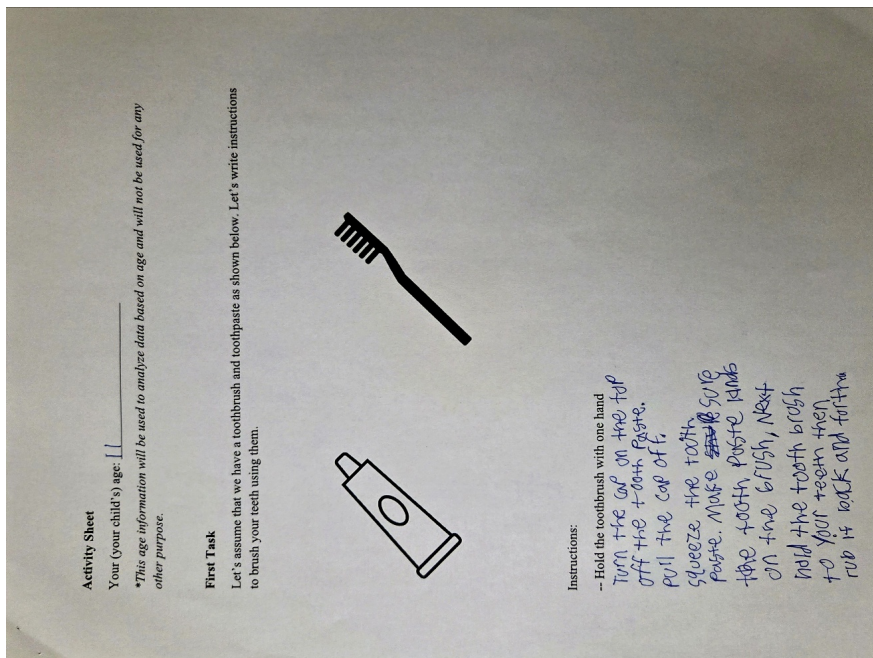 Activity Sheet
Your (your child's) age: 11
*This age information will be used to analyze data based on age and will not be used for any
other purpose.
First Task
Let's assume that we have a toothbrush and toothpaste as shown below. Let's write instructions
to brush your teeth using them.
Instructions:
-- Hold the toothbrush with one hand
Turn the cap on the top
off the tooth paste.
Pull the cap off.
squeeze the tooth
paste. Make sure
the tooth paste lands
on the brush, Next
hold the tooth brush
to your teeth then
rub it back and forth